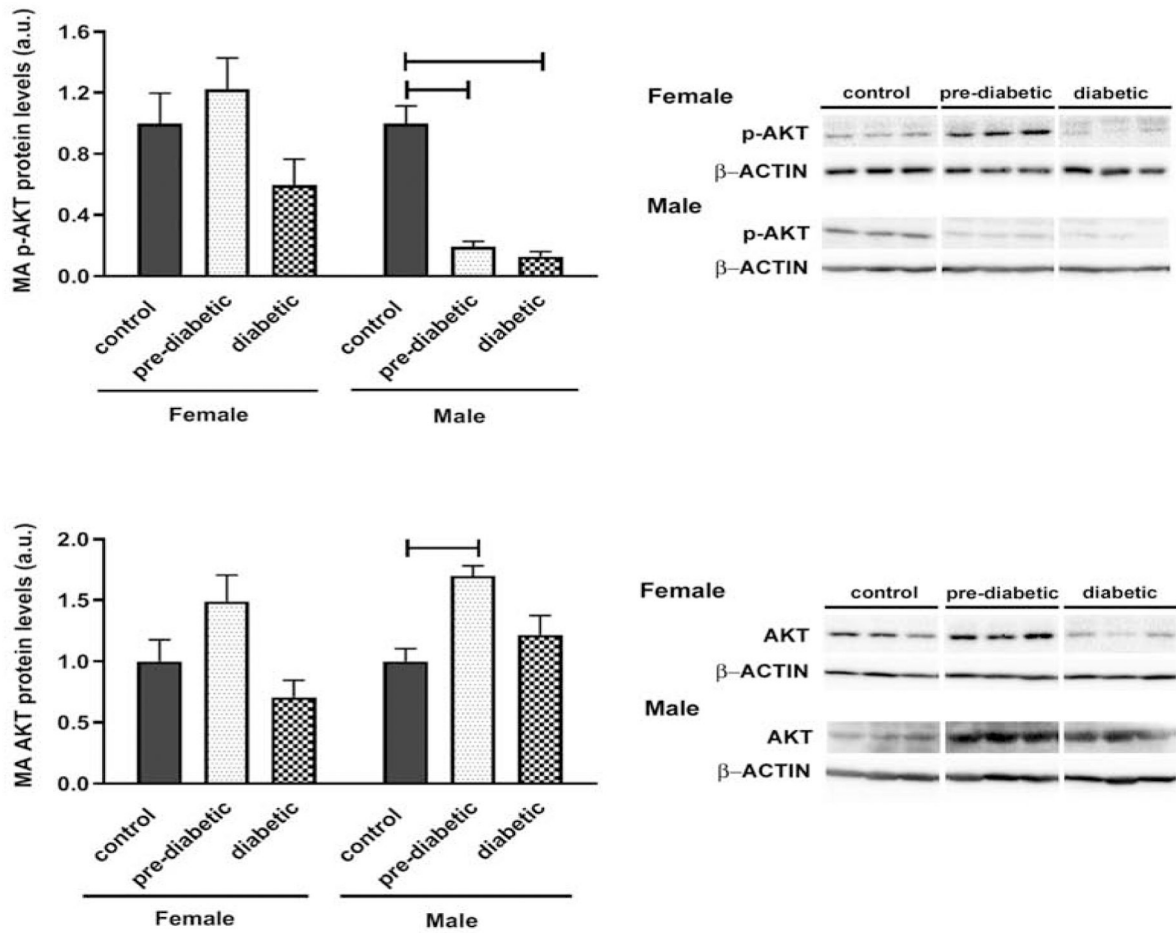 MA p-AKT protein levels (a.u.)
1.6
1.2
0.8
0.4
0.0
control
pre-diabetic
diabetic
control
pre-diabetic
diabetic
Female
Male
Female
control pre-diabetic diabetic
p-AKT
β–ACTIN
Male
p-AKT
β–ACTIN
MA AKT protein levels (a.u.)
2.0
1.5
1.0
0.5
0.0
control
pre-diabetic
diabetic
control
pre-diabetic
diabetic
Female
Male
Female
control pre-diabetic diabetic
AKT
β–ACTIN
Male
AKT
β–ACTIN